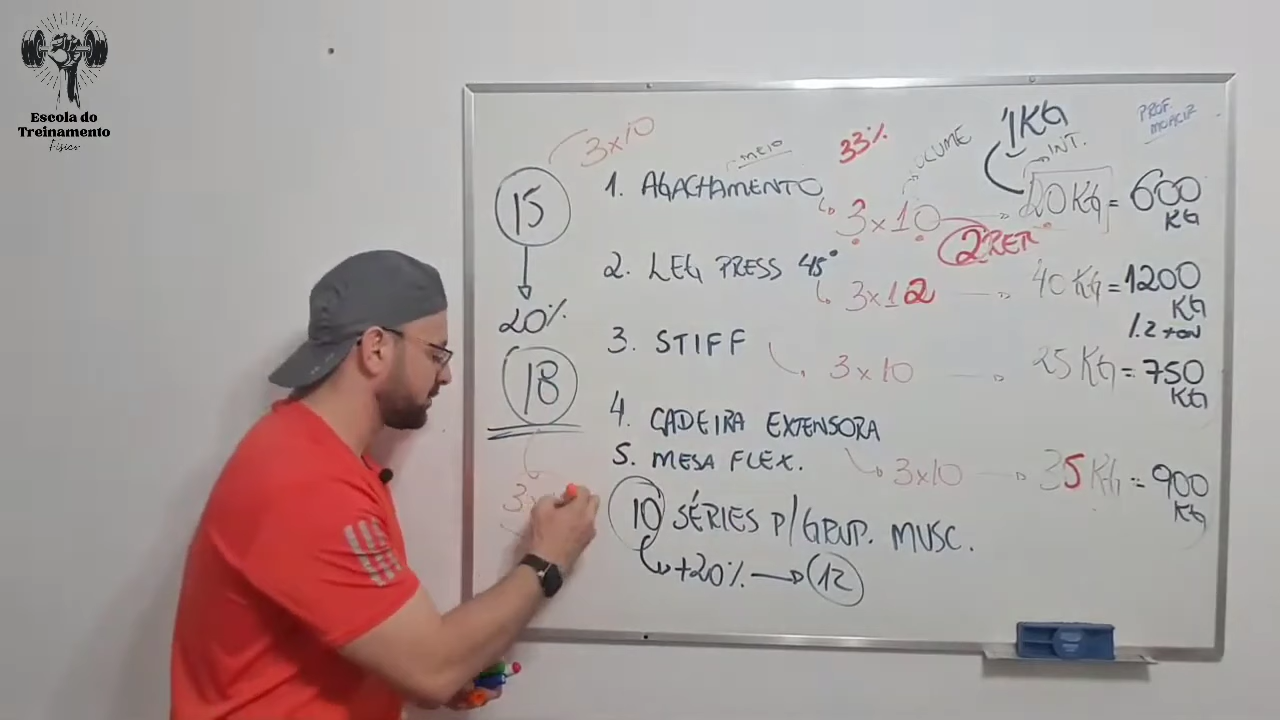 Escola do
Treinamento
Físico
3x10
15
20%
18
3x
MEIO
33%
VOLUME
1KG
INT.
PROF.
MOACIR
1. AGACHAMENTO
3x10
20KG = 600
KG
2REP
2. LEG PRESS 45°
3x12
40KG = 1200
KG
1.2 TON
3. STIFF
3x10
25KG = 750
KG
4. CADEIRA EXTENSORA
5. MESA FLEX.
3x10
35KG = 900
KG
10 SÉRIES P/GRUP. MUSC.
+20%
12